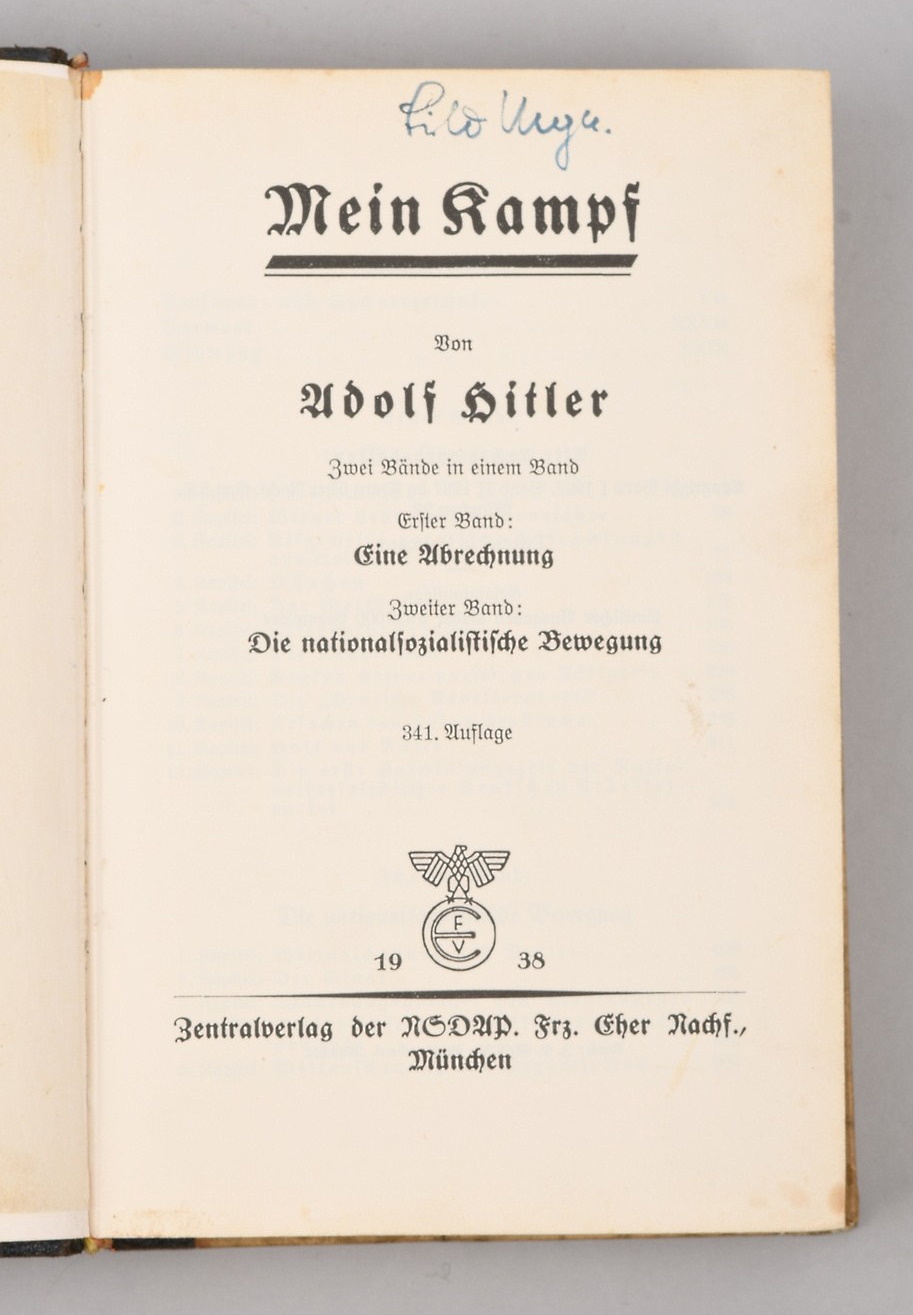 Mein Kampf
Von
Adolf Hitler
Zwei Bände in einem Band
Erster Band:
Eine Abrechnung
Zweiter Band:
Die nationalsozialistische Bewegung
341. Auflage
F
E
V
19 38
Zentralverlag der NSDAP. Frz. Eher Nachf.,
München